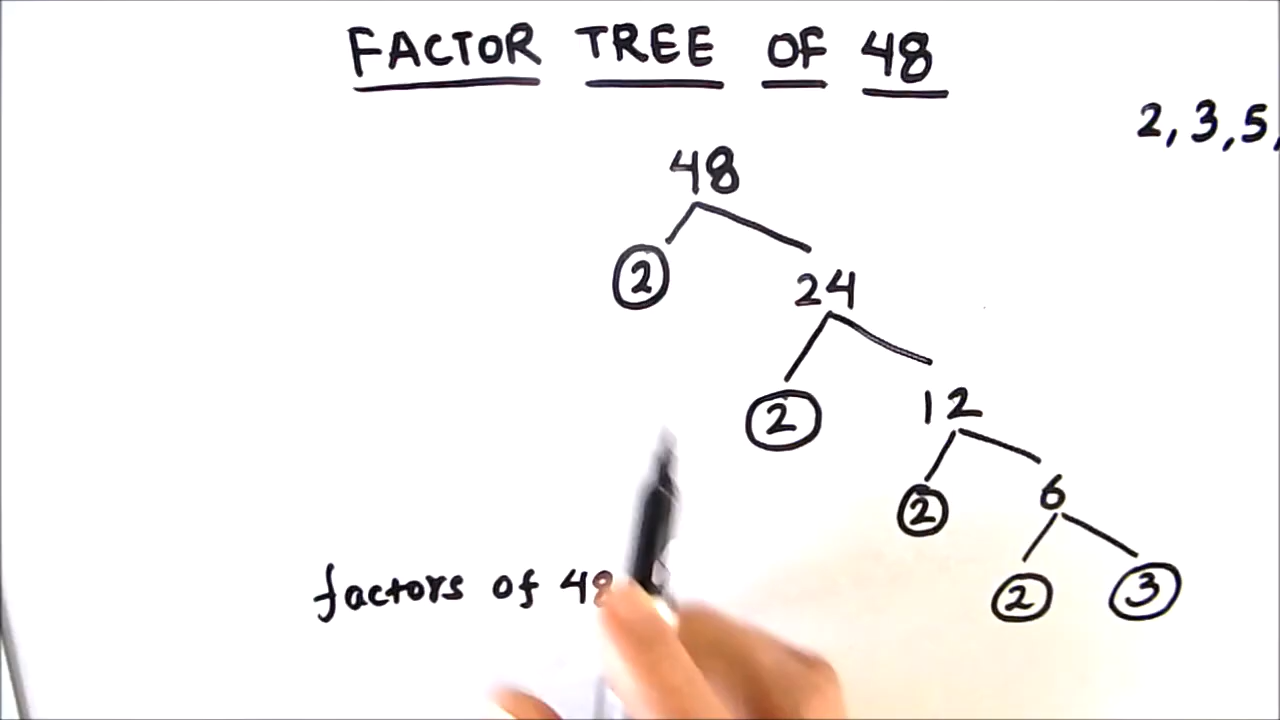 FACTOR TREE OF 48
2, 3, 5,
48
2 24
2 12
2 6
2 3
factors of 48